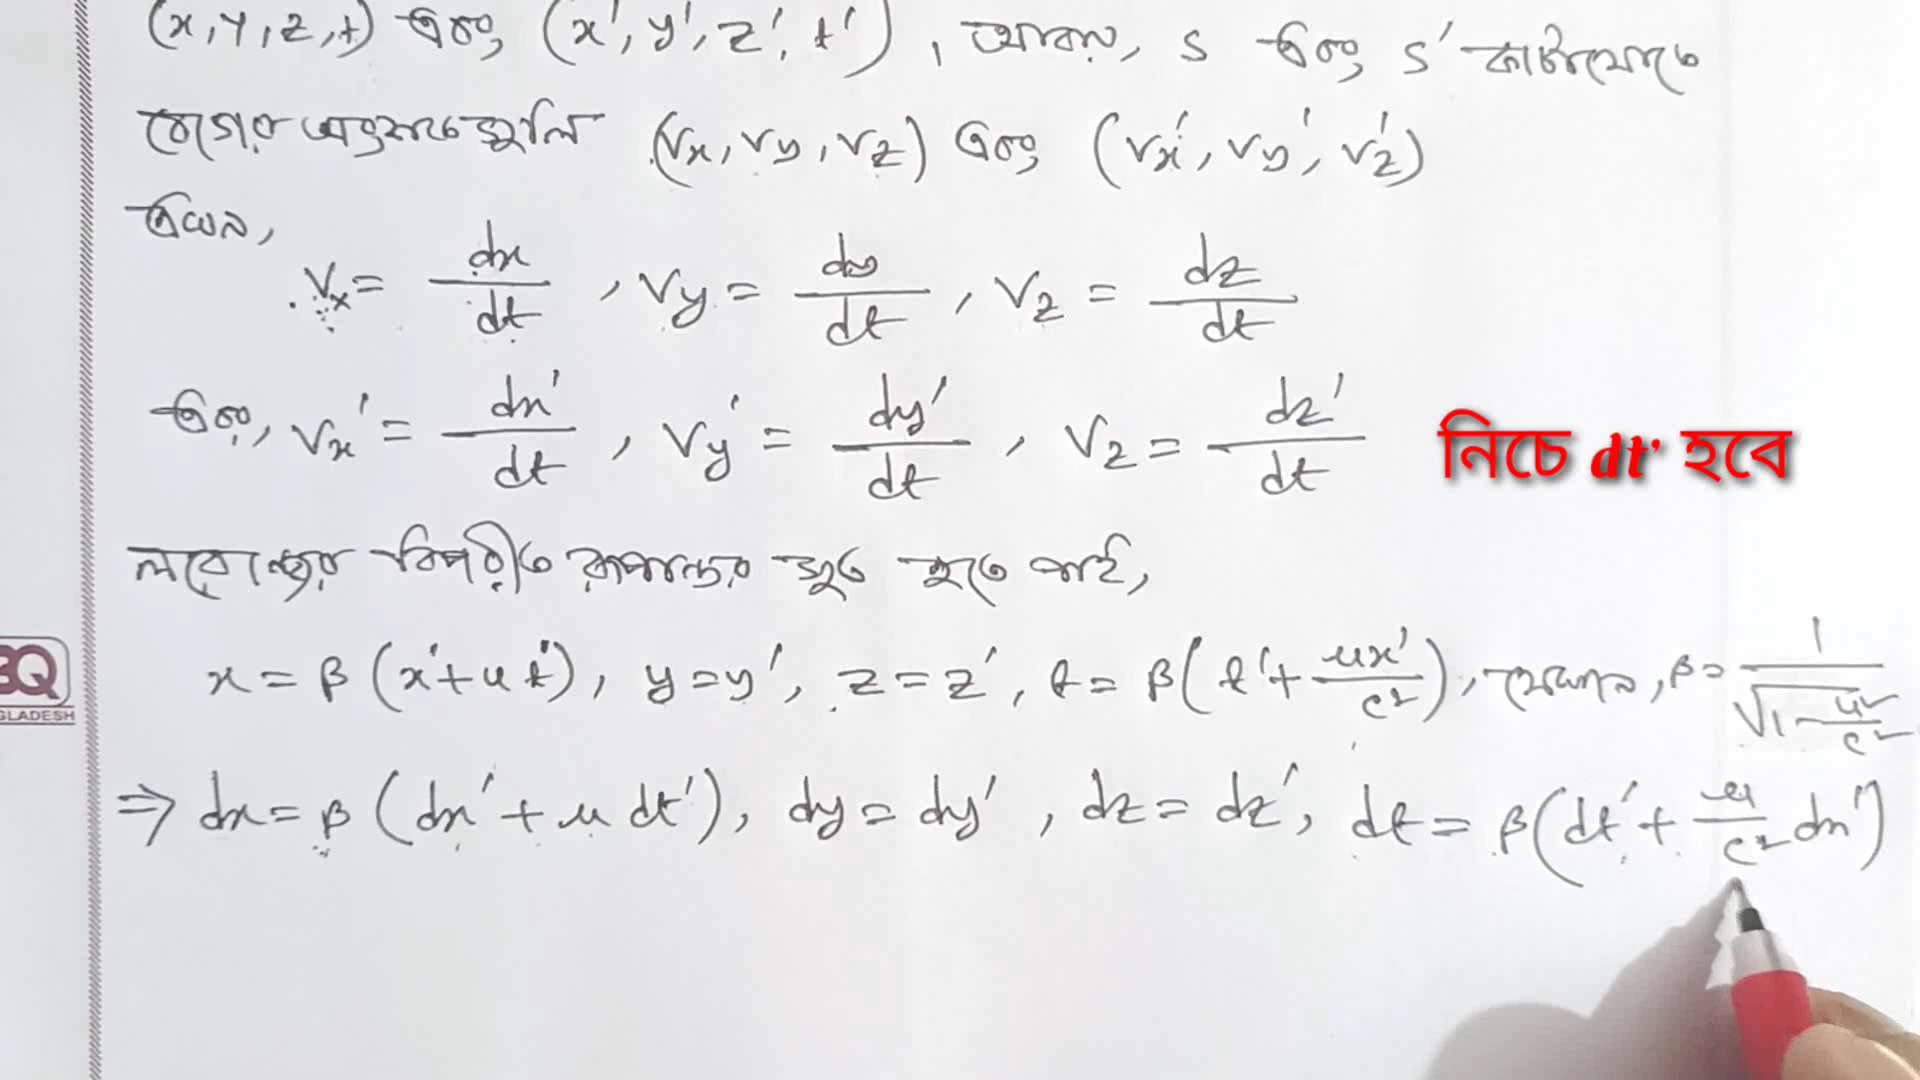 (x, y, z, t) এবং (x′, y′, z′, t′), আবার, S এবং S′ কাঠামোতে
বেগের অংশকগুলি (Vx, Vy, Vz) এবং (Vx′, Vy′, Vz′)
এখন,
Vx = dx/dt, Vy = dy/dt, Vz = dz/dt
এবং, Vx′ = dx′/dt, Vy′ = dy′/dt, Vz = dz′/dt
নিচে dt' হবে
লরেন্জের বিপরীত রূপান্তর সূত্র হতে পাই,
x = β (x′ + ut′), y = y′, z = z′, t = β(t′ + ux′/c²), যেখানে, β = 1/√1 - u²/c²
⇒ dx = β (dx′ + u dt′), dy = dy′, dz = dz′, dt = β(dt′ + u/c² dx′)
GLADESH